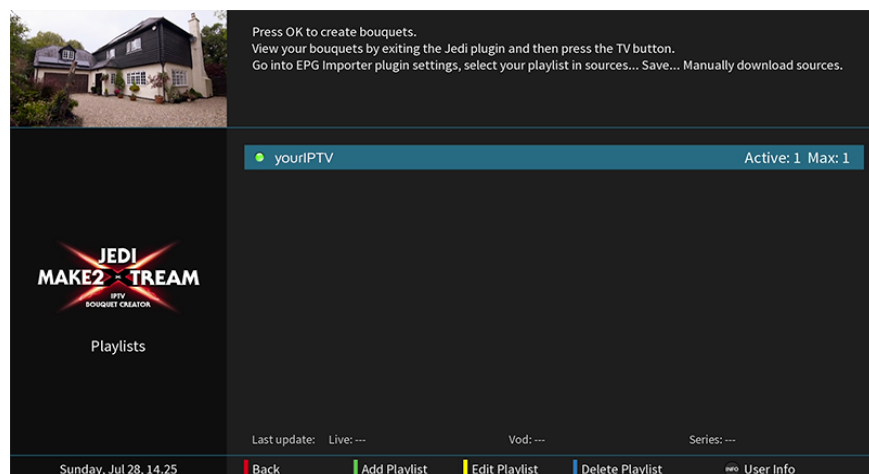 Press OK to create bouquets.
View your bouquets by exiting the Jedi plugin and then press the TV button.
Go into EPG Importer plugin settings, select your playlist in sources... Save... Manually download sources.
yourIPTV Active: 1 Max: 1
JEDI
MAKE2 XTREAM
IPTV
BOUQUET CREATOR
Playlists
Last update: Live: --- Vod: --- Series: ---
Sunday, Jul 28, 14.25 Back Add Playlist Edit Playlist Delete Playlist INFO User Info